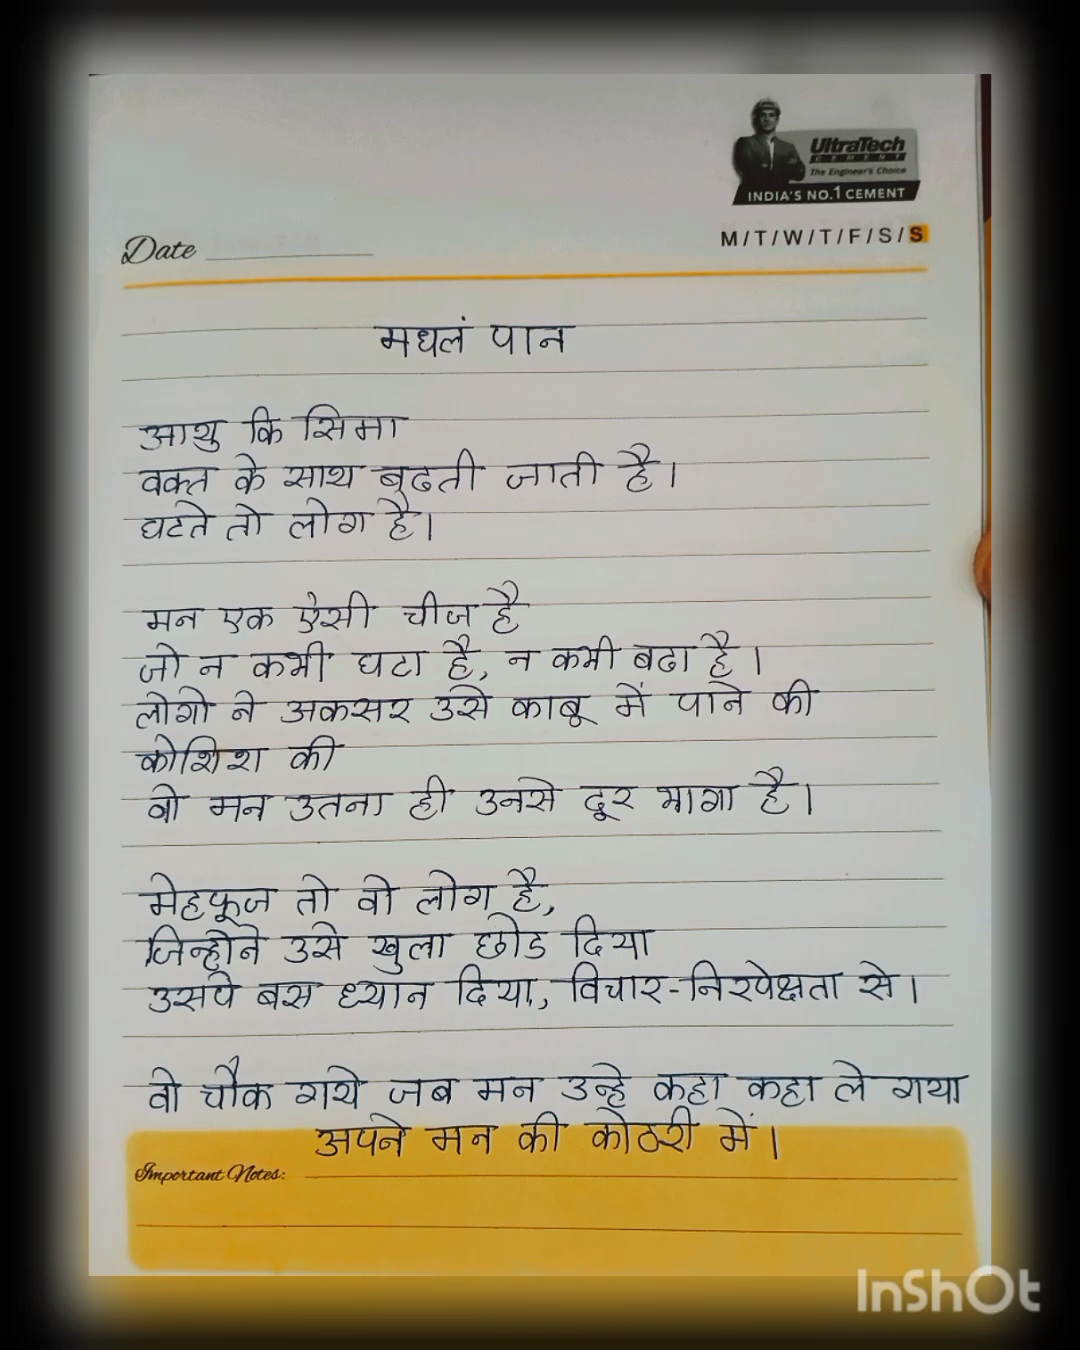 UltraTech
CEMENT
The Engineer's Choice
INDIA'S NO.1 CEMENT
M/T/W/T/F/S/S
Date
मधलं पान
आयु कि सिमा
वक्त के साथ बढती जाती है।
घटते तो लोग है।
मन एक ऐसी चीज है
जो न कभी घटा है, न कभी बढा है।
लोगो ने अकसर उसे काबू में पाने की
कोशिश की
वो मन उतना ही उनसे दूर भागा है।
मेहफूज तो वो लोग है,
जिन्होने उसे खुला छोड दिया
उसपे बस ध्यान दिया, विचार-निरपेक्षता से।
वो चौक गये जब मन उन्हे कहा कहा ले गया
अपने मन की कोठरी में।
Important Notes:
InShOt